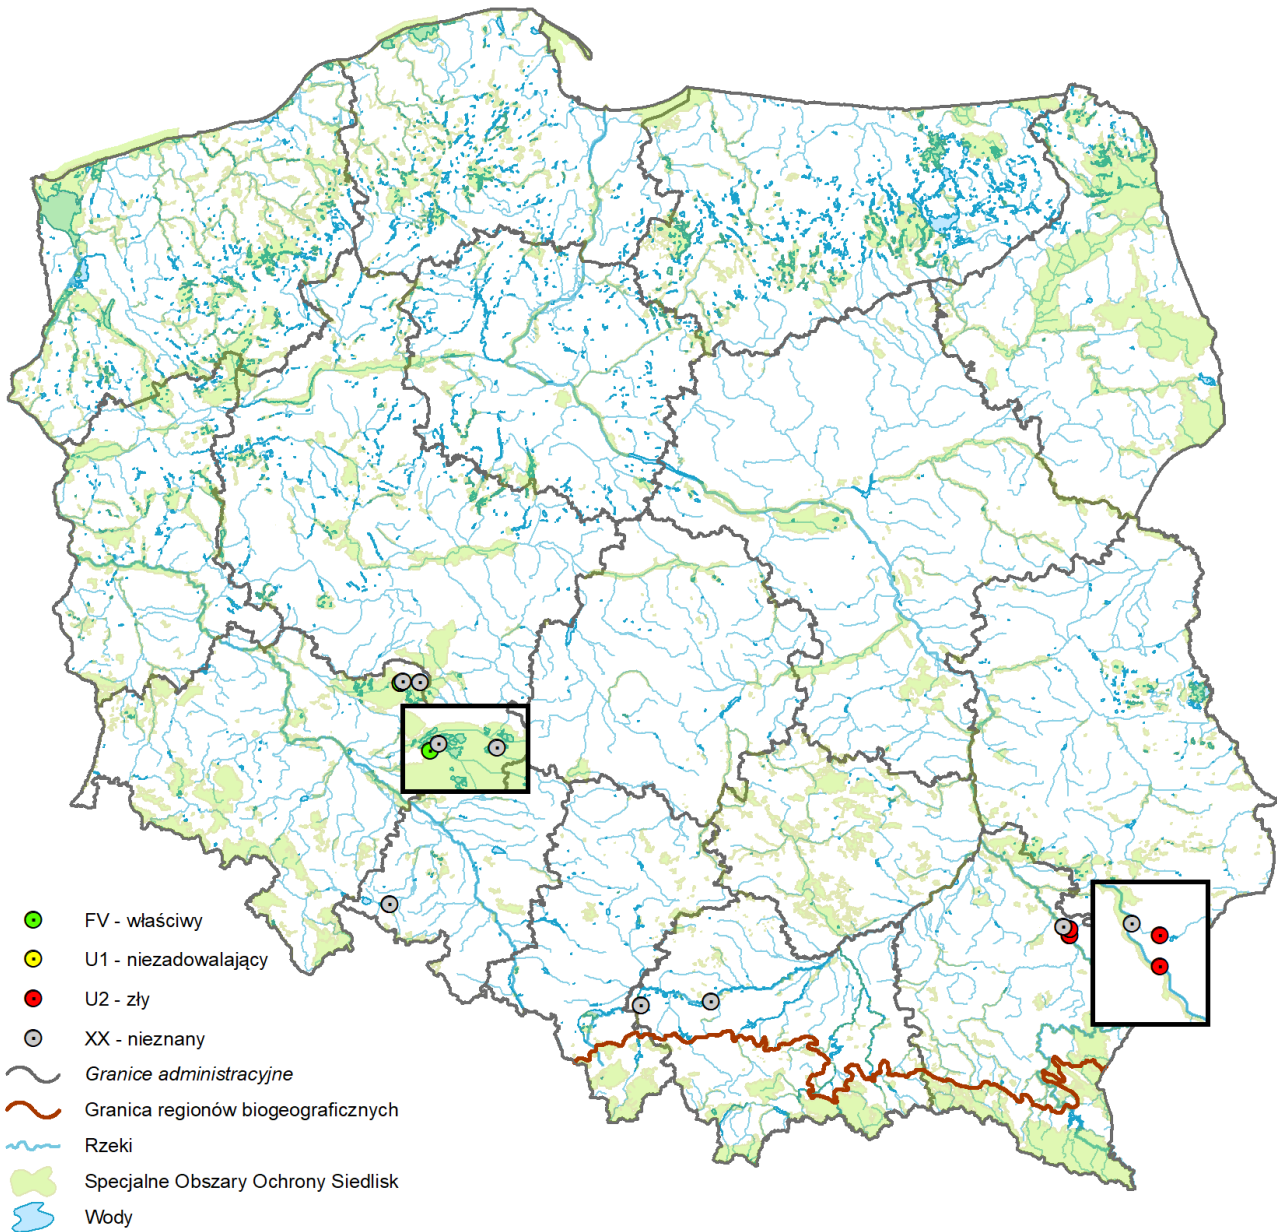 FV - właściwy
U1 - niezadowalający
U2 - zły
XX - nieznany
Granice administracyjne
Granica regionów biogeograficznych
Rzeki
Specjalne Obszary Ochrony Siedlisk
Wody